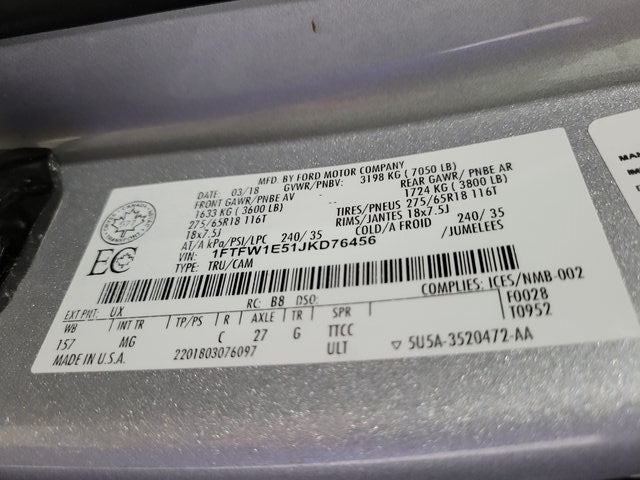 MFD. BY FORD MOTOR COMPANY
DATE: 03/18 GVWR/PNBV: 3198 KG ( 7050 LB)
FRONT GAWR/PNBE AV REAR GAWR/ PNBE AR
1633 KG ( 3600 LB) 1724 KG ( 3800 LB)
275/65R18 116T TIRES/PNEUS 275/65R18 116T
18x7.5J RIMS/JANTES 18x7.5J
AT/A kPa/PSI/LPC 240/ 35 COLD/A FROID 240/ 35
VIN: 1FTFW1E51JKD76456 /JUMELEES
TYPE: TRU/CAM
EC
COMPLIES: ICES/NMB-002
EXT PNT: UX RC: B8 DSO: F0028
WB INT TR TP/PS R AXLE TR SPR T0952
157 MG C 27 G TTCC
MADE IN U.S.A. 2201803076097 ULT ▽ 5U5A-3520472-AA
MAN